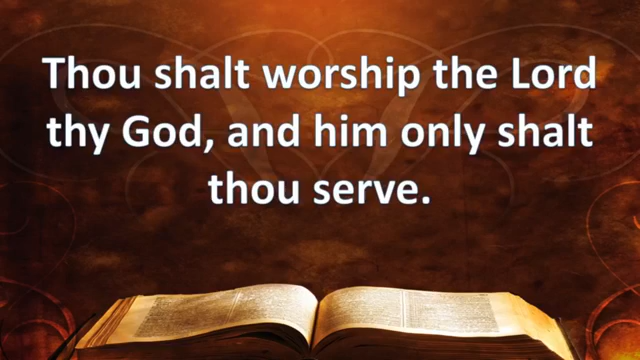 Thou shalt worship the Lord
thy God, and him only shalt
thou serve.